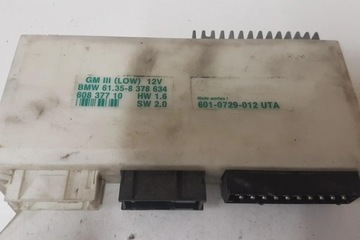 GM III (LOW) 12V
BMW 61.35-8 378 634
608 377 10 HW 1.6
SW 2.0
601-0729-012 UTA